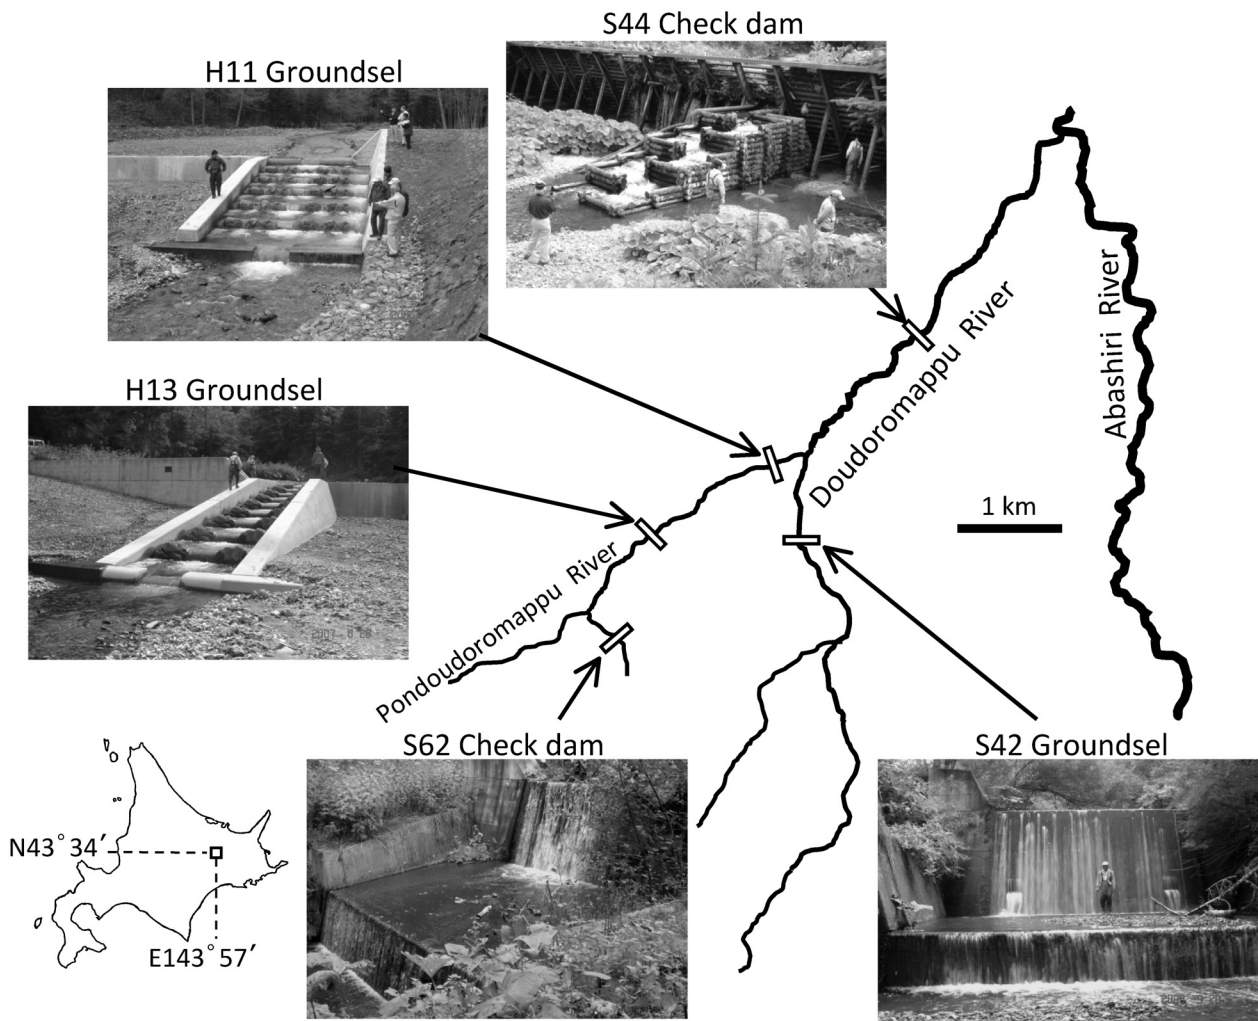 S44 Check dam
H11 Groundsel
Doudoromappu River
Abashiri River
H13 Groundsel
1 km
Pondoudoromappu River
S62 Check dam
S42 Groundsel
N43°34′
E143°57′